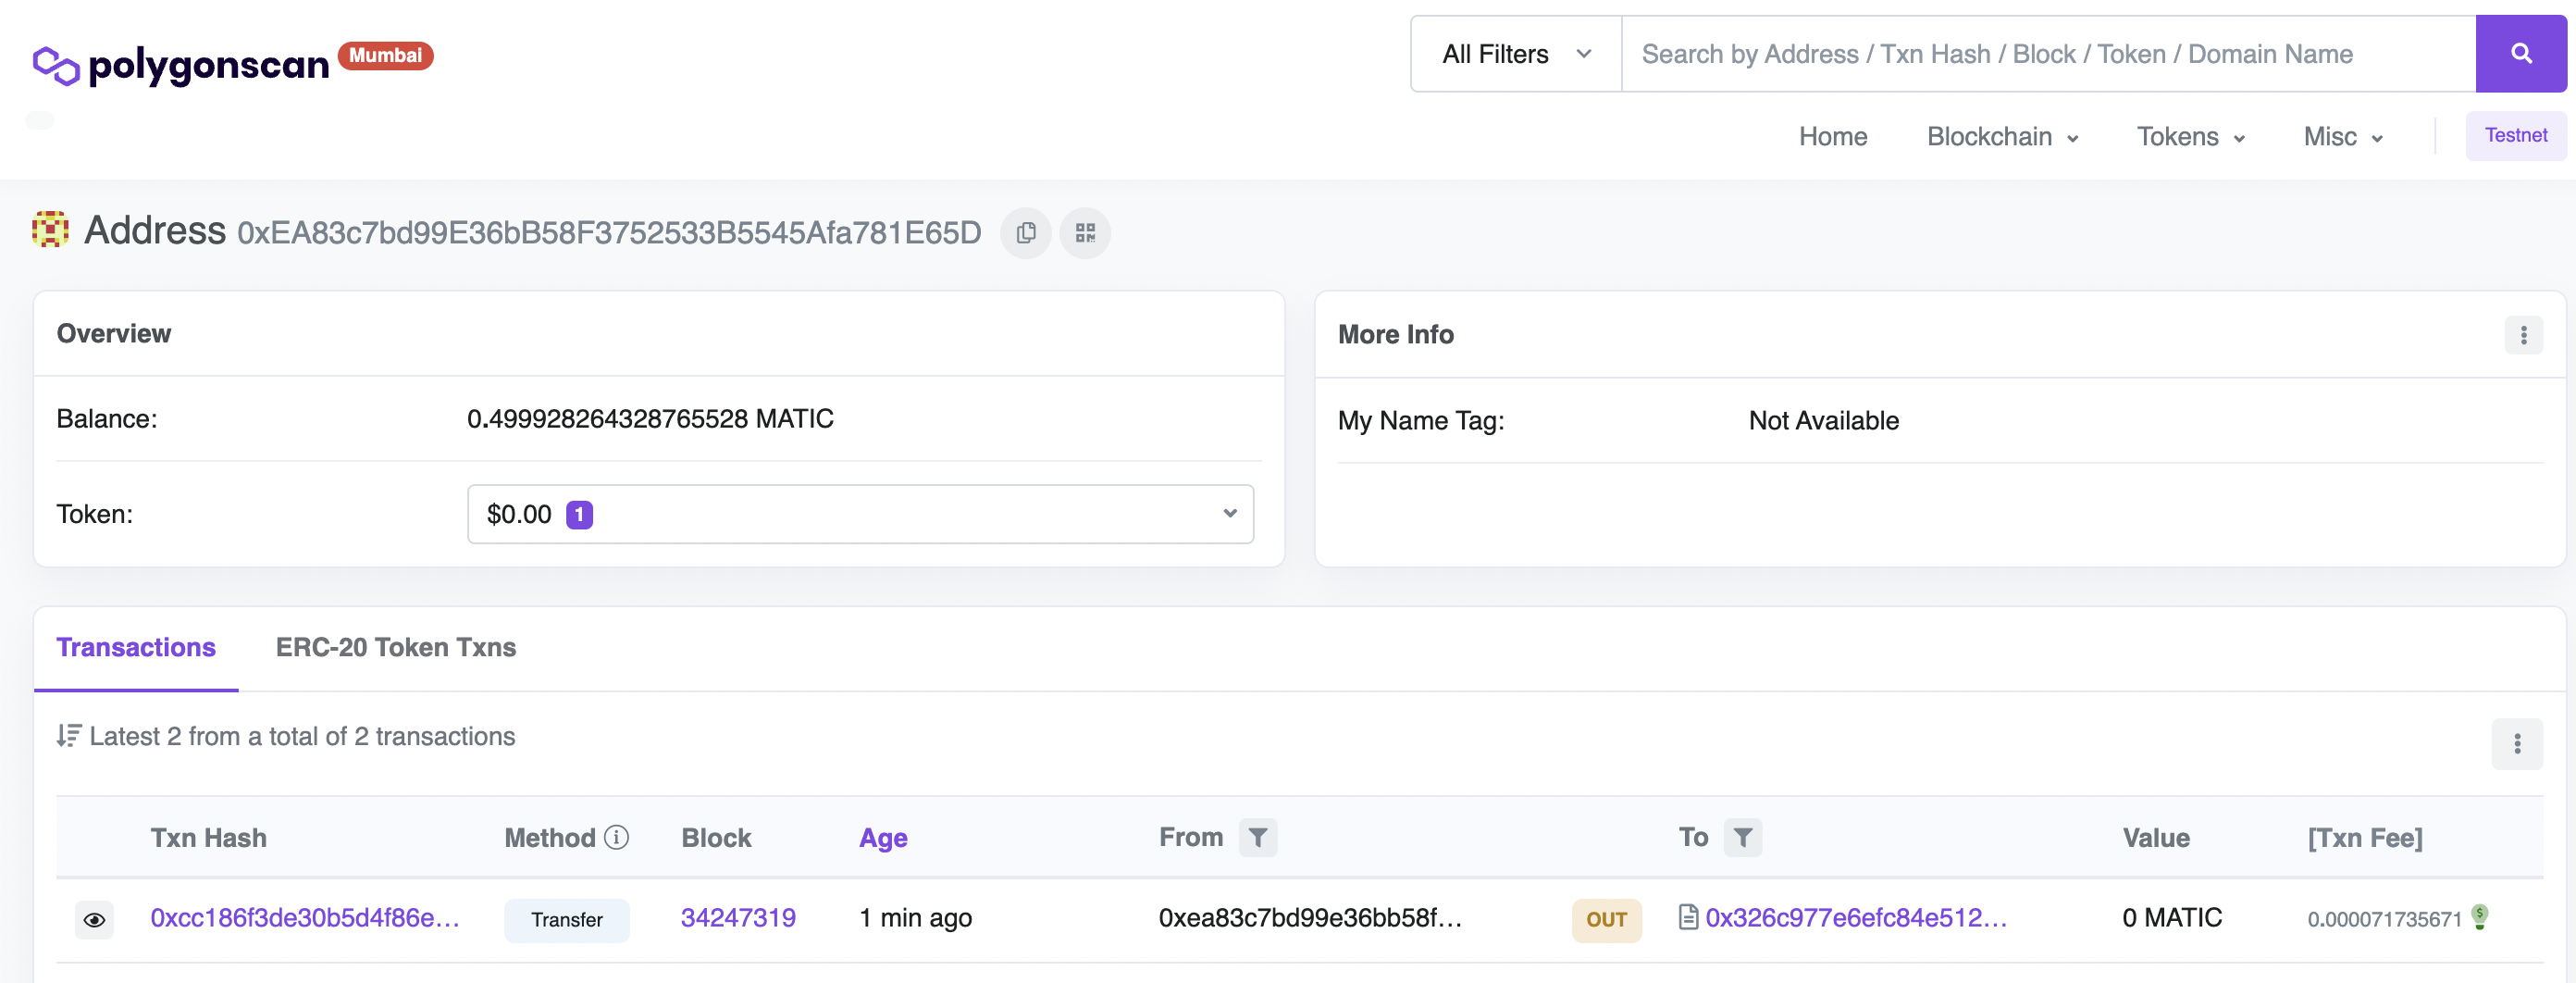 polygonscan Mumbai
All Filters
Search by Address / Txn Hash / Block / Token / Domain Name
Home Blockchain Tokens Misc Testnet
Address 0xEA83c7bd99E36bB58F3752533B5545Afa781E65D
Overview
Balance: 0.499928264328765528 MATIC
Token: $0.00 1
More Info
My Name Tag: Not Available
Transactions ERC-20 Token Txns
Latest 2 from a total of 2 transactions
Txn Hash Method Block Age From To Value [Txn Fee]
0xcc186f3de30b5d4f86e... Transfer 34247319 1 min ago 0xea83c7bd99e36bb58f... OUT 0x326c977e6efc84e512... 0 MATIC 0.000071735671